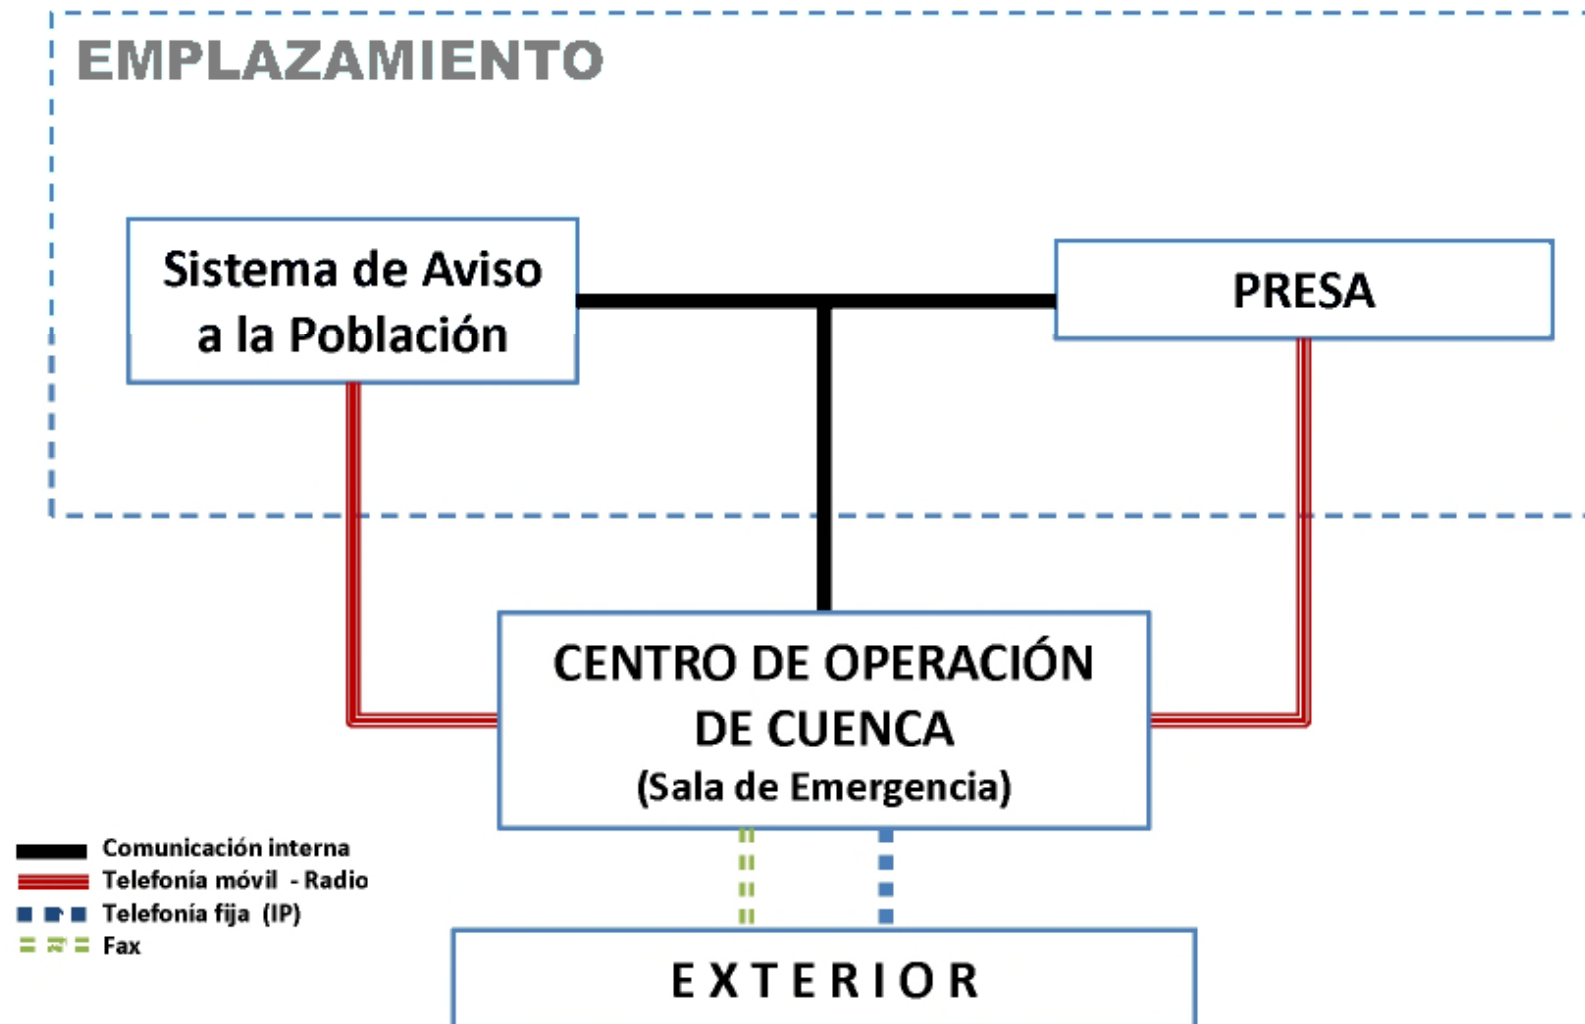 EMPLAZAMIENTO
Sistema de Aviso
a la Población
PRESA
CENTRO DE OPERACIÓN
DE CUENCA
(Sala de Emergencia)
Comunicación interna
Telefonía móvil - Radio
Telefonía fija (IP)
Fax
EXTERIOR